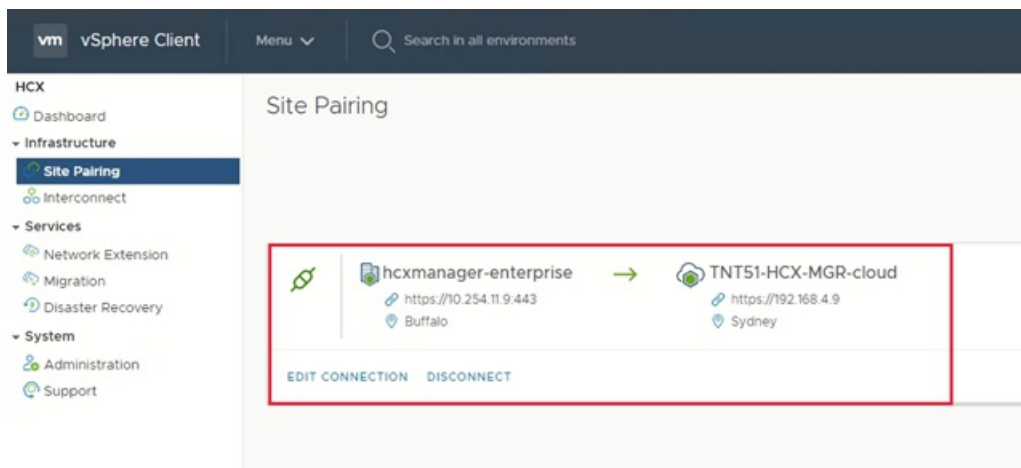 vm vSphere Client Menu Search in all environments
HCX
Dashboard
Infrastructure
Site Pairing
Interconnect
Services
Network Extension
Migration
Disaster Recovery
System
Administration
Support
Site Pairing
hcxmanager-enterprise
https://10.254.11.9:443
Buffalo
TNT51-HCX-MGR-cloud
https://192.168.4.9
Sydney
EDIT CONNECTION DISCONNECT